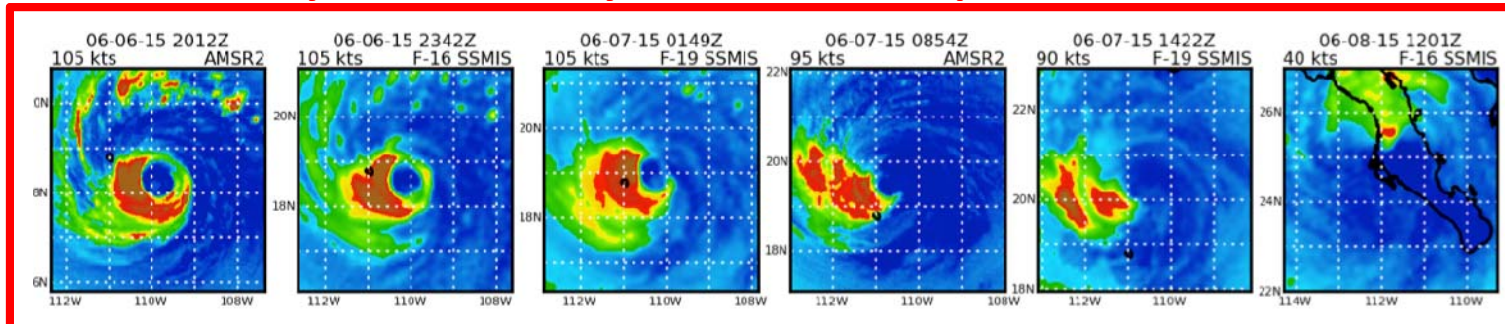 06-06-15 2012Z
105 kts AMSR2
0N
8N
6N
112W 110W 108W
06-06-15 2342Z
105 kts F-16 SSMIS
20N
18N
112W 110W 108W
06-07-15 0149Z
105 kts F-19 SSMIS
20N
18N
112W 110W 108W
06-07-15 0854Z
95 kts AMSR2
22N
20N
18N
112W 110W 108W
06-07-15 1422Z
90 kts F-19 SSMIS
22N
20N
18N
112W 110W
06-08-15 1201Z
40 kts F-16 SSMIS
26N
24N
22N
114W 112W 110W